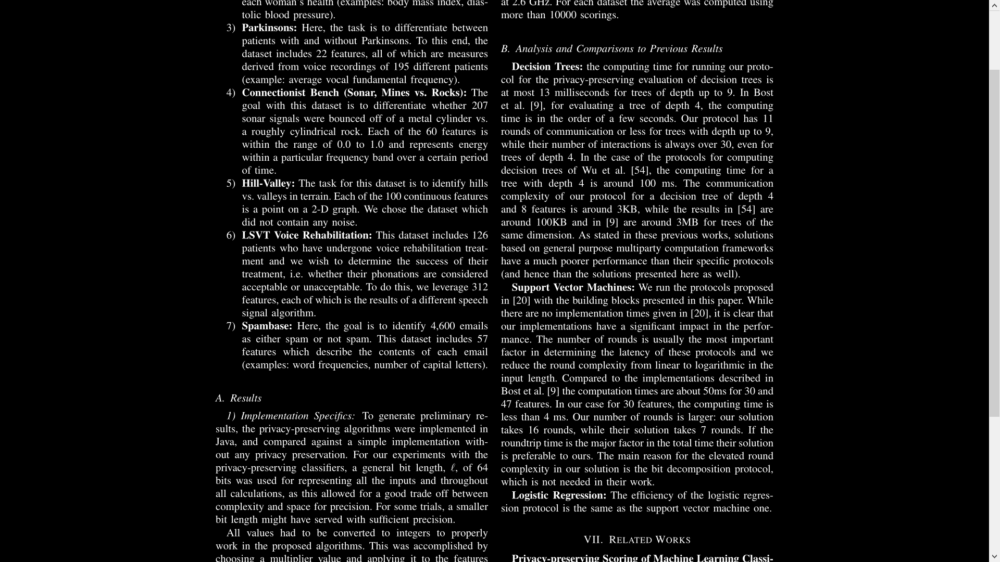 each woman's health (examples: body mass index, dias-
tolic blood pressure).
3) Parkinsons: Here, the task is to differentiate between
patients with and without Parkinsons. To this end, the
dataset includes 22 features, all of which are measures
derived from voice recordings of 195 different patients
(example: average vocal fundamental frequency).
4) Connectionist Bench (Sonar, Mines vs. Rocks): The
goal with this dataset is to differentiate whether 207
sonar signals were bounced off of a metal cylinder vs.
a roughly cylindrical rock. Each of the 60 features is
within the range of 0.0 to 1.0 and represents energy
within a particular frequency band over a certain period
of time.
5) Hill-Valley: The task for this dataset is to identify hills
vs. valleys in terrain. Each of the 100 continuous features
is a point on a 2-D graph. We chose the dataset which
did not contain any noise.
6) LSVT Voice Rehabilitation: This dataset includes 126
patients who have undergone voice rehabilitation treat-
ment and we wish to determine the success of their
treatment, i.e. whether their phonations are considered
acceptable or unacceptable. To do this, we leverage 312
features, each of which is the results of a different speech
signal algorithm.
7) Spambase: Here, the goal is to identify 4,600 emails
as either spam or not spam. This dataset includes 57
features which describe the contents of each email
(examples: word frequencies, number of capital letters).
A. Results
1) Implementation Specifics: To generate preliminary re-
sults, the privacy-preserving algorithms were implemented in
Java, and compared against a simple implementation with-
out any privacy preservation. For our experiments with the
privacy-preserving classifiers, a general bit length, ℓ, of 64
bits was used for representing all the inputs and throughout
all calculations, as this allowed for a good trade off between
complexity and space for precision. For some trials, a smaller
bit length might have served with sufficient precision.
All values had to be converted to integers to properly
work in the proposed algorithms. This was accomplished by
choosing a multiplier value and applying it to the features
at 2.6 GHz. For each dataset the average was computed using
more than 10000 scorings.
B. Analysis and Comparisons to Previous Results
Decision Trees: the computing time for running our proto-
col for the privacy-preserving evaluation of decision trees is
at most 13 milliseconds for trees of depth up to 9. In Bost
et al. [9], for evaluating a tree of depth 4, the computing
time is in the order of a few seconds. Our protocol has 11
rounds of communication or less for trees with depth up to 9,
while their number of interactions is always over 30, even for
trees of depth 4. In the case of the protocols for computing
decision trees of Wu et al. [54], the computing time for a
tree with depth 4 is around 100 ms. The communication
complexity of our protocol for a decision tree of depth 4
and 8 features is around 3KB, while the results in [54] are
around 100KB and in [9] are around 3MB for trees of the
same dimension. As stated in these previous works, solutions
based on general purpose multiparty computation frameworks
have a much poorer performance than their specific protocols
(and hence than the solutions presented here as well).
Support Vector Machines: We run the protocols proposed
in [20] with the building blocks presented in this paper. While
there are no implementation times given in [20], it is clear that
our implementations have a significant impact in the perfor-
mance. The number of rounds is usually the most important
factor in determining the latency of these protocols and we
reduce the round complexity from linear to logarithmic in the
input length. Compared to the implementations described in
Bost et al. [9] the computation times are about 50ms for 30 and
47 features. In our case for 30 features, the computing time is
less than 4 ms. Our number of rounds is larger: our solution
takes 16 rounds, while their solution takes 7 rounds. If the
roundtrip time is the major factor in the total time their solution
is preferable to ours. The main reason for the elevated round
complexity in our solution is the bit decomposition protocol,
which is not needed in their work.
Logistic Regression: The efficiency of the logistic regres-
sion protocol is the same as the support vector machine one.
VII. RELATED WORKS
Privacy-preserving Scoring of Machine Learning Classi-